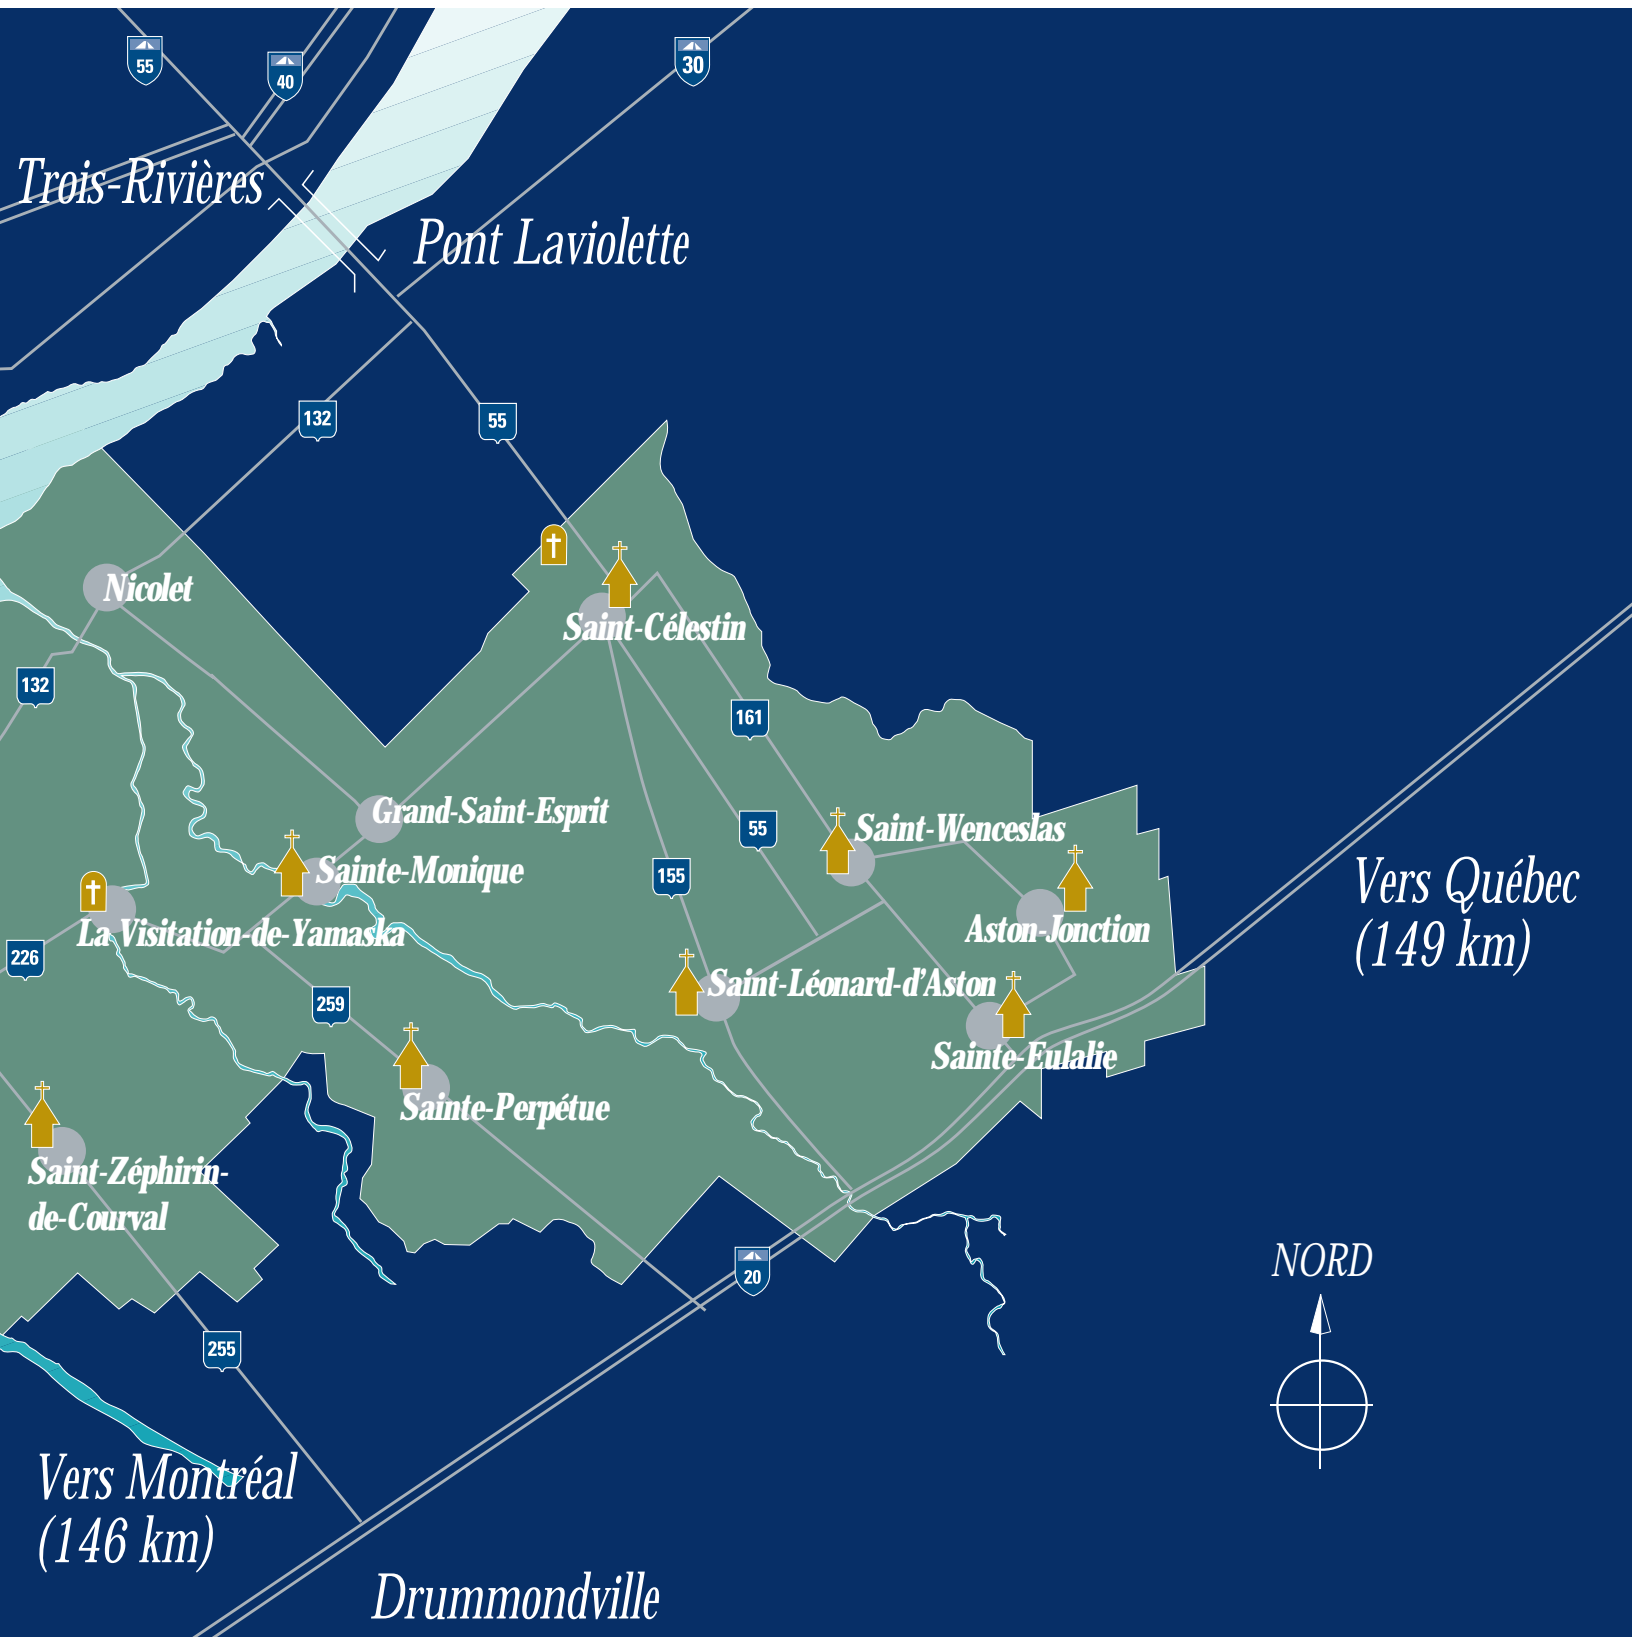 55
40
30
Trois-Rivières
Pont Laviolette
132
55
Nicolet
Saint-Célestin
132
161
Grand-Saint-Esprit
55
Saint-Wenceslas
Sainte-Monique
155
Vers Québec
(149 km)
La Visitation-de-Yamaska
Aston-Jonction
226
Saint-Léonard-d'Aston
259
Sainte-Eulalie
Sainte-Perpétue
Saint-Zéphirin-
de-Courval
20
NORD
255
Vers Montréal
(146 km)
Drummondville